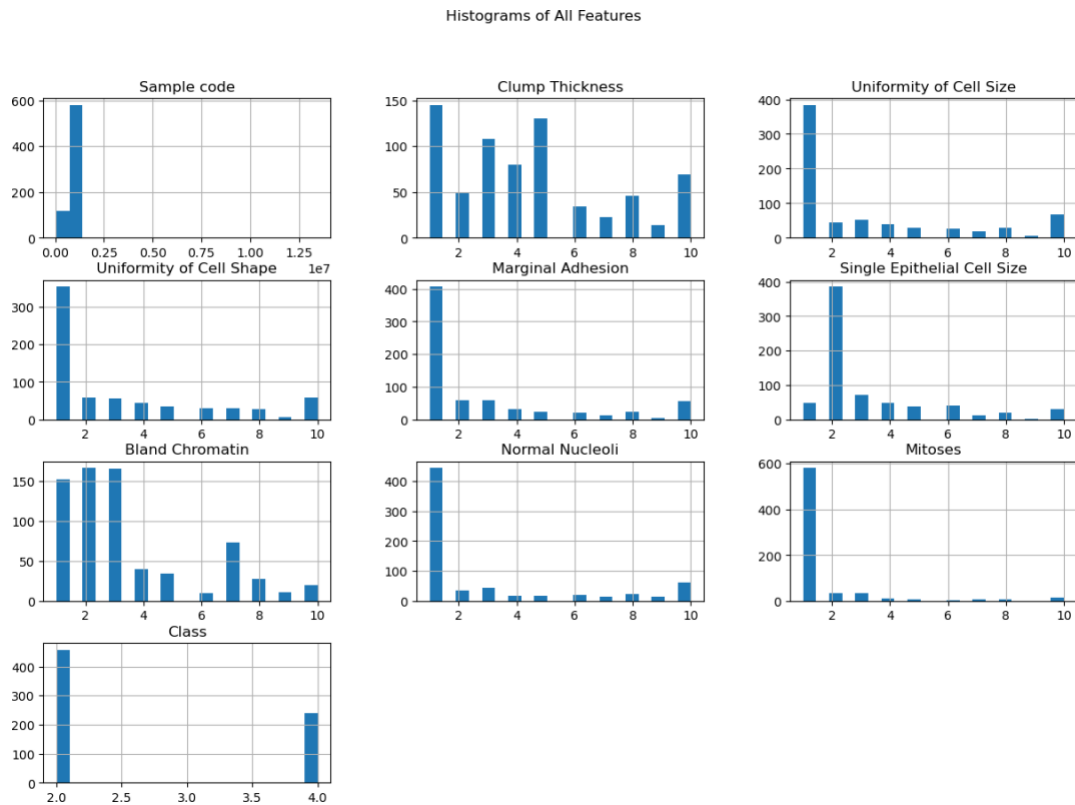 Histograms of All Features
Sample code
600
400
200
0
0.00 0.25 0.50 0.75 1.00 1.25
1e7
Clump Thickness
150
100
50
0
2 4 6 8 10
Uniformity of Cell Size
400
300
200
100
0
2 4 6 8 10
Uniformity of Cell Shape
300
200
100
0
2 4 6 8 10
Marginal Adhesion
400
300
200
100
0
2 4 6 8 10
Single Epithelial Cell Size
400
300
200
100
0
2 4 6 8 10
Bland Chromatin
150
100
50
0
2 4 6 8 10
Normal Nucleoli
400
300
200
100
0
2 4 6 8 10
Mitoses
600
400
200
0
2 4 6 8 10
Class
400
300
200
100
0
2.0 2.5 3.0 3.5 4.0